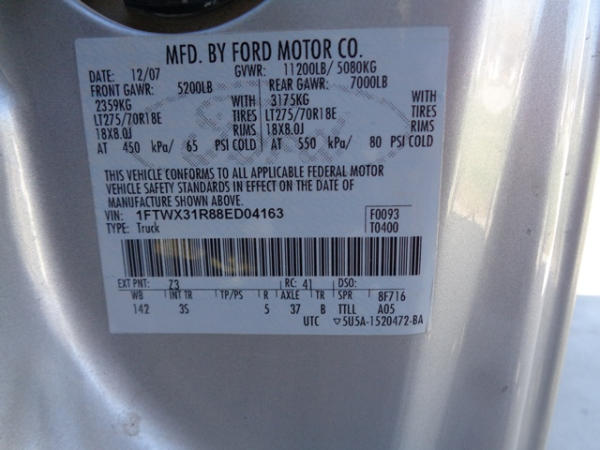 MFD. BY FORD MOTOR CO.
DATE: 12/07 GVWR: 11200LB/ 5080KG
FRONT GAWR: 5200LB REAR GAWR: 7000LB
2359KG WITH 3175KG WITH
LT275/70R18E TIRES LT275/70R18E TIRES
18X8.0J RIMS 18X8.0J RIMS
AT 450 kPa/ 65 PSI COLD AT 550 kPa/ 80 PSI COLD
THIS VEHICLE CONFORMS TO ALL APPLICABLE FEDERAL MOTOR
VEHICLE SAFETY STANDARDS IN EFFECT ON THE DATE OF
MANUFACTURE SHOWN ABOVE.
VIN: 1FTWX31R88ED04163 F0093
TYPE: Truck T0400
EXT PNT: Z3 RC: 41 DSO:
WB INT TR TP/PS R AXLE TR SPR 8F716
142 3S 5 37 B TTLL A05
UTC ▽5U5A-1520472-BA